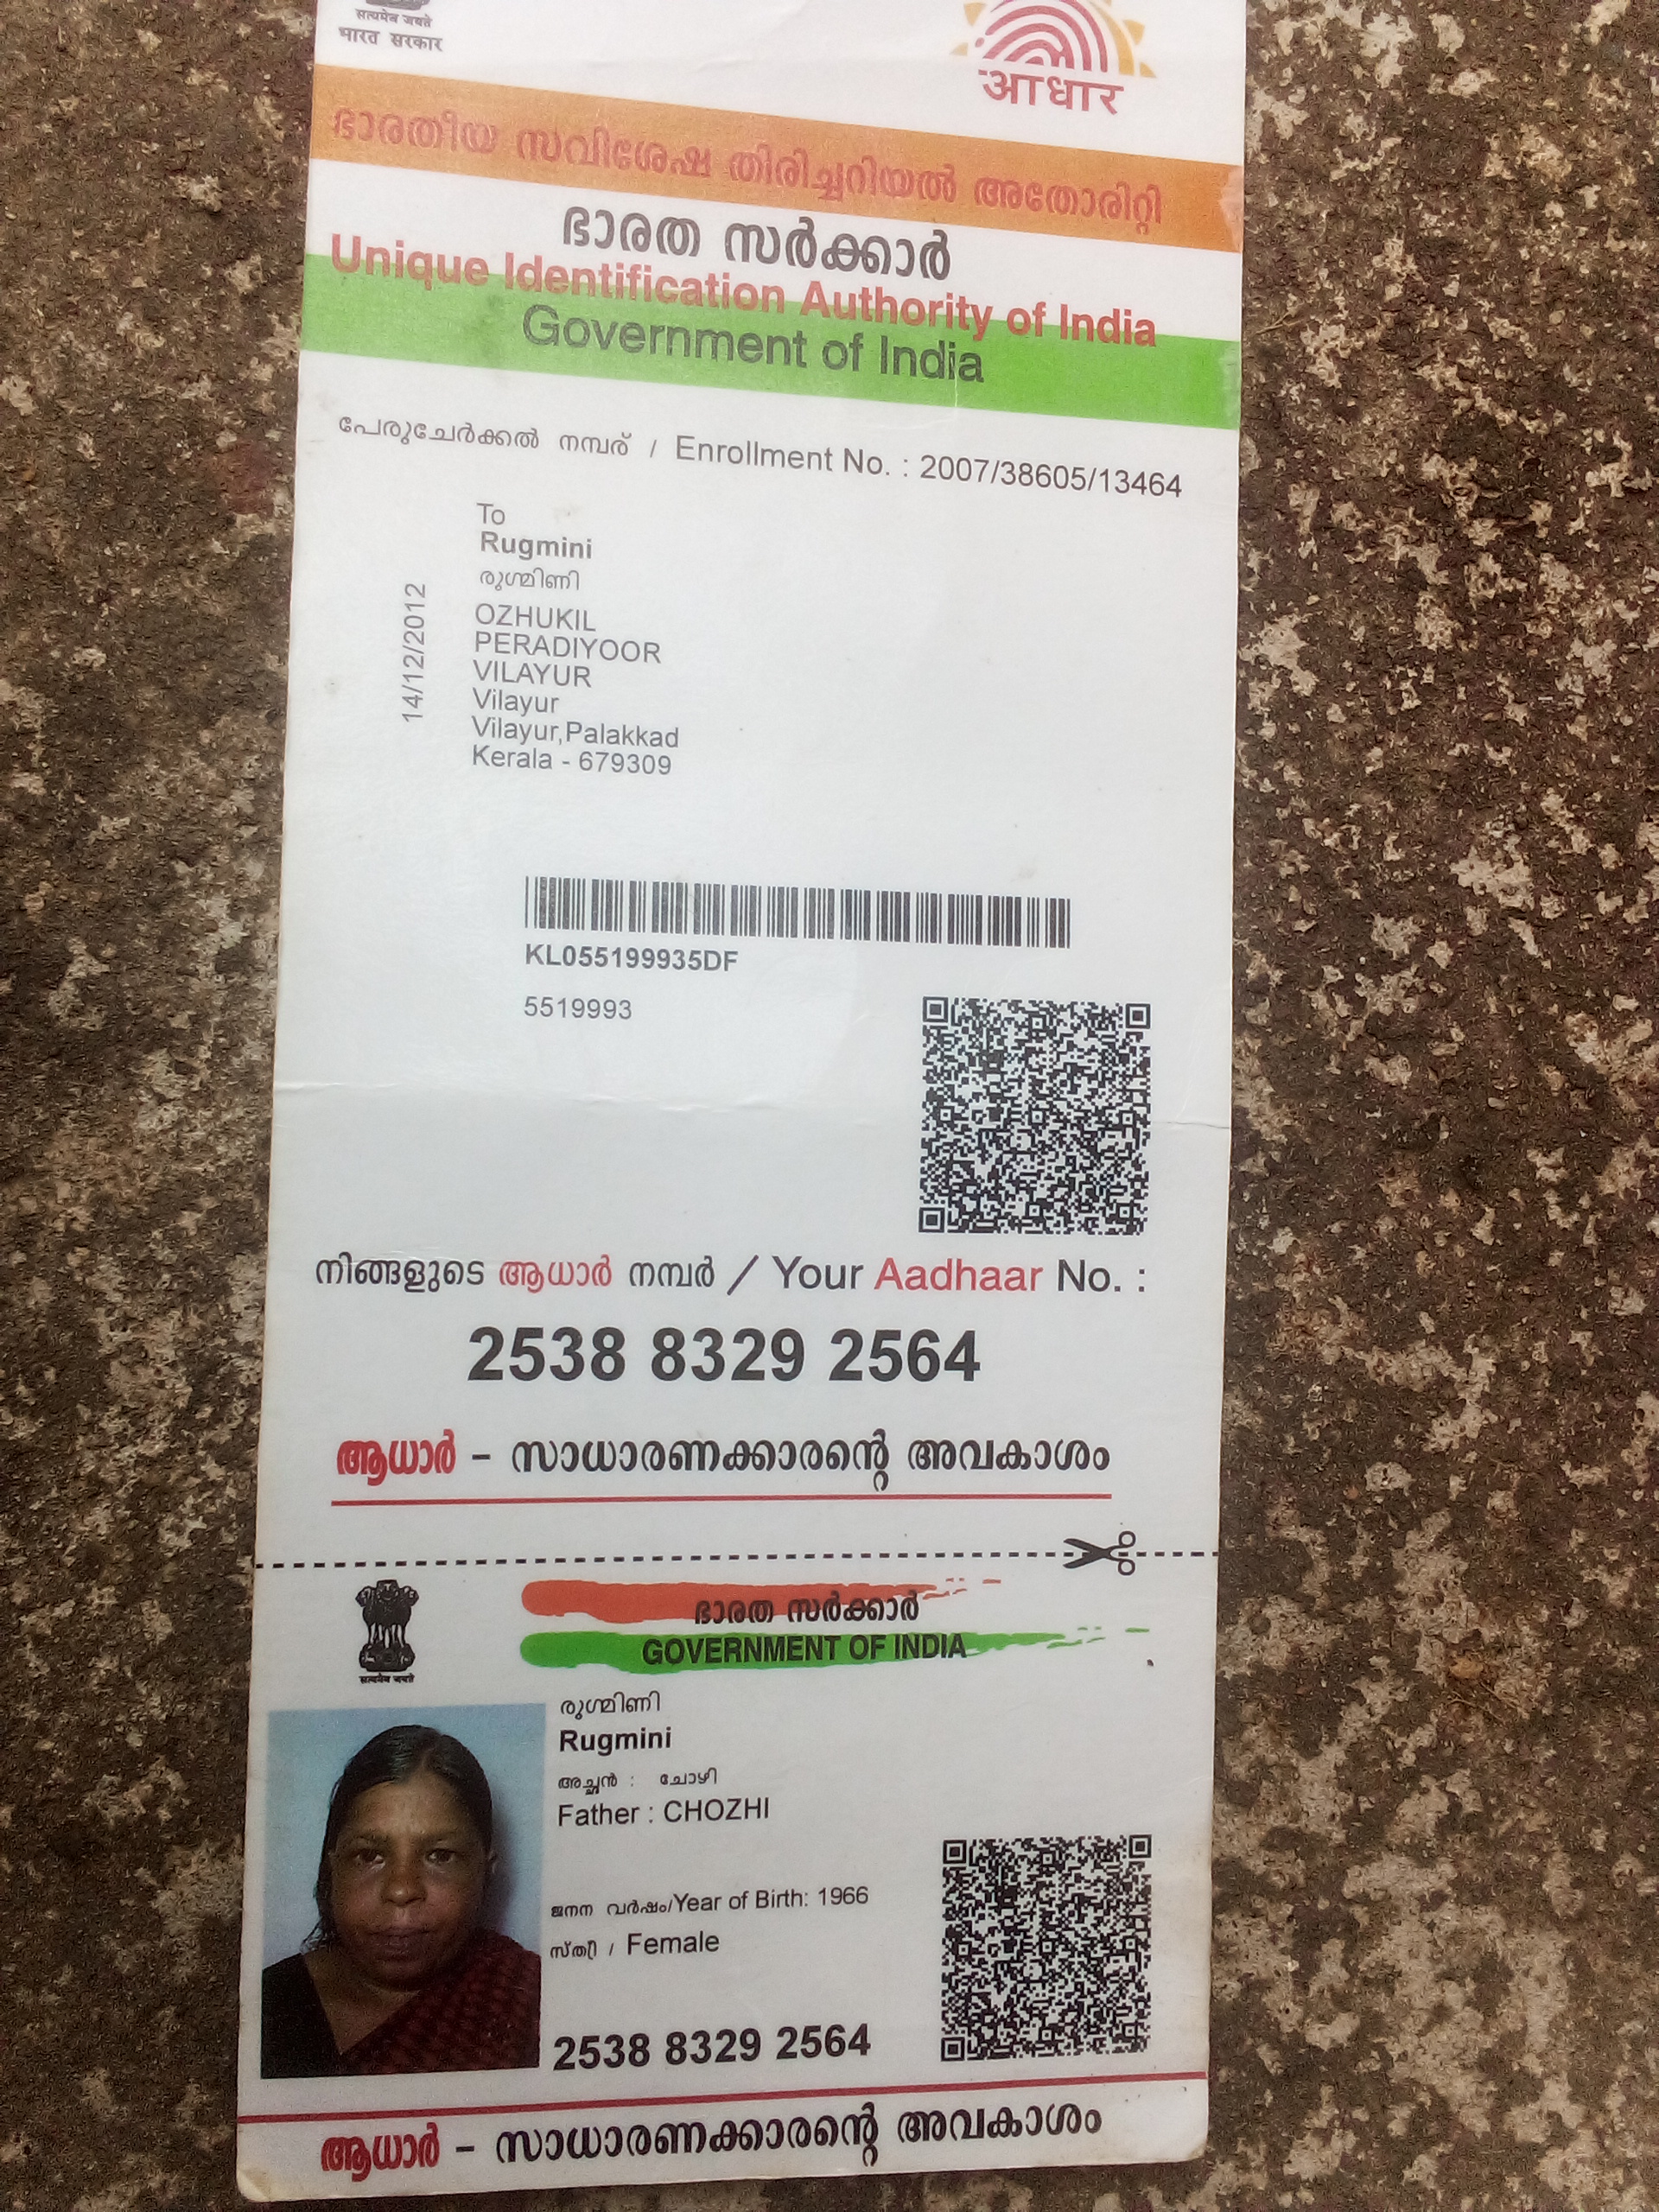 सत्यमेव जयते
भारत सरकार
आधार
ഭാരതീയ സവിശേഷ തിരിച്ചറിയൽ അതോരിറ്റി
ഭാരത സർക്കാർ
Unique Identification Authority of India
Government of India
പേരുചേർക്കൽ നമ്പര് / Enrollment No. : 2007/38605/13464
14/12/2012
To
Rugmini
രുഗ്മിണി
OZHUKIL
PERADIYOOR
VILAYUR
Vilayur
Vilayur,Palakkad
Kerala - 679309
KL055199935DF
5519993
നിങ്ങളുടെ ആധാർ നമ്പർ / Your Aadhaar No. :
2538 8329 2564
ആധാർ - സാധാരണക്കാരന്റെ അവകാശം
ഭാരത സർക്കാർ
GOVERNMENT OF INDIA
सत्यमेव जयते
രുഗ്മിണി
Rugmini
അച്ഛൻ : ചോഴി
Father : CHOZHI
ജനന വർഷം/Year of Birth: 1966
സ്ത്രീ / Female
2538 8329 2564
ആധാർ - സാധാരണക്കാരന്റെ അവകാശം